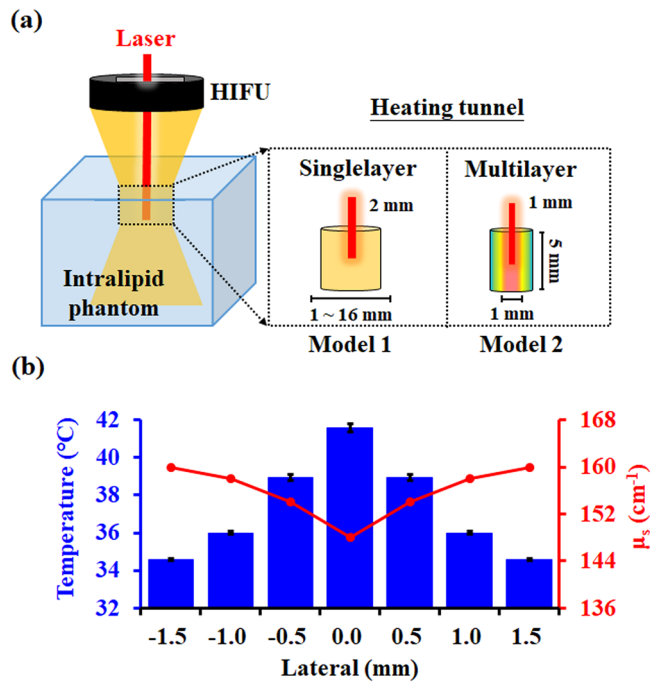 (a)
Laser
HIFU
Heating tunnel
Singlelayer
Multilayer
2 mm
1 mm
5 mm
Intralipid
phantom
1 ~ 16 mm
1 mm
Model 1
Model 2
(b)
Temperature (°C)
42
40
38
36
34
32
168
160
152
144
136
μs (cm-1)
-1.5 -1.0 -0.5 0.0 0.5 1.0 1.5
Lateral (mm)